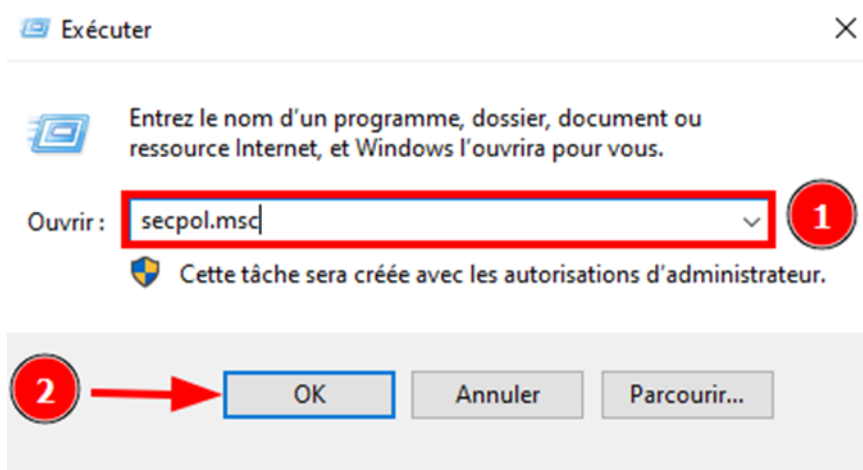 Exécuter
Entrez le nom d'un programme, dossier, document ou
ressource Internet, et Windows l'ouvrira pour vous.
Ouvrir : secpol.msc
1
Cette tâche sera créée avec les autorisations d'administrateur.
2
OK Annuler Parcourir...